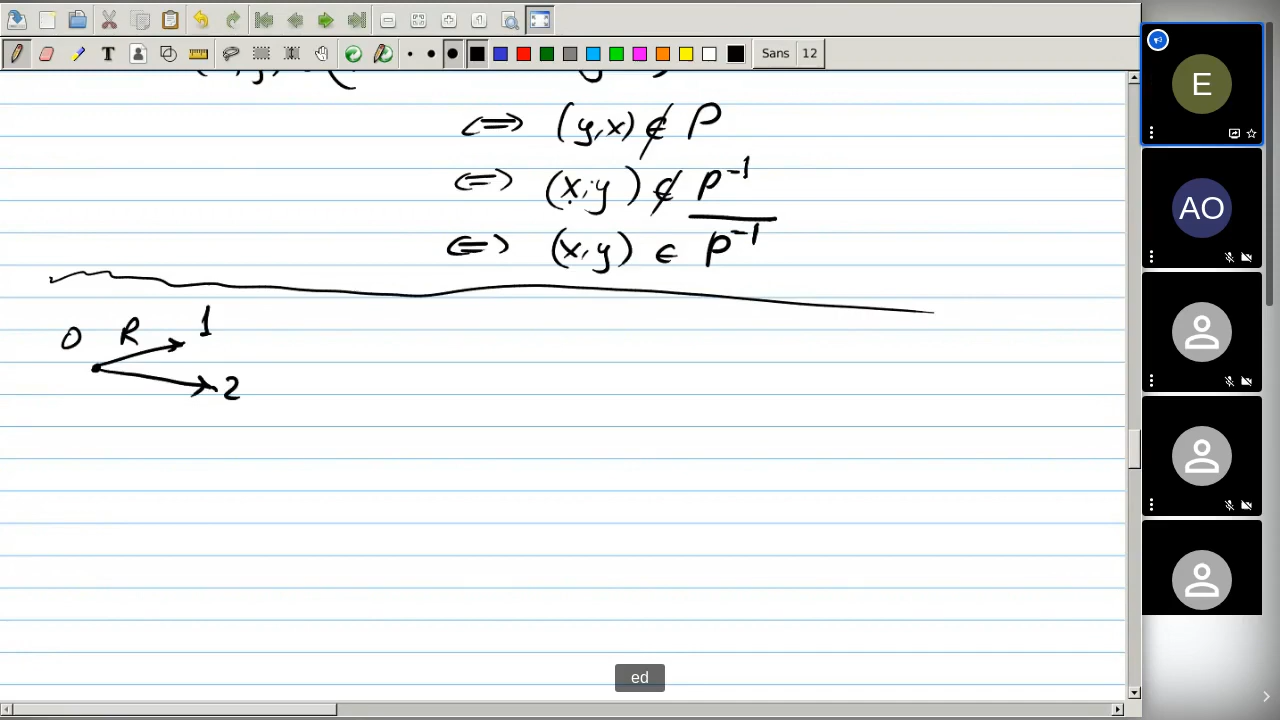 Sans 12
⟺ (y,x) ∉ P
⟺ (x,y) ∉ P⁻¹
⟺ (x,y) ∈ P⁻¹
0 R 1
2
ed
E
AO